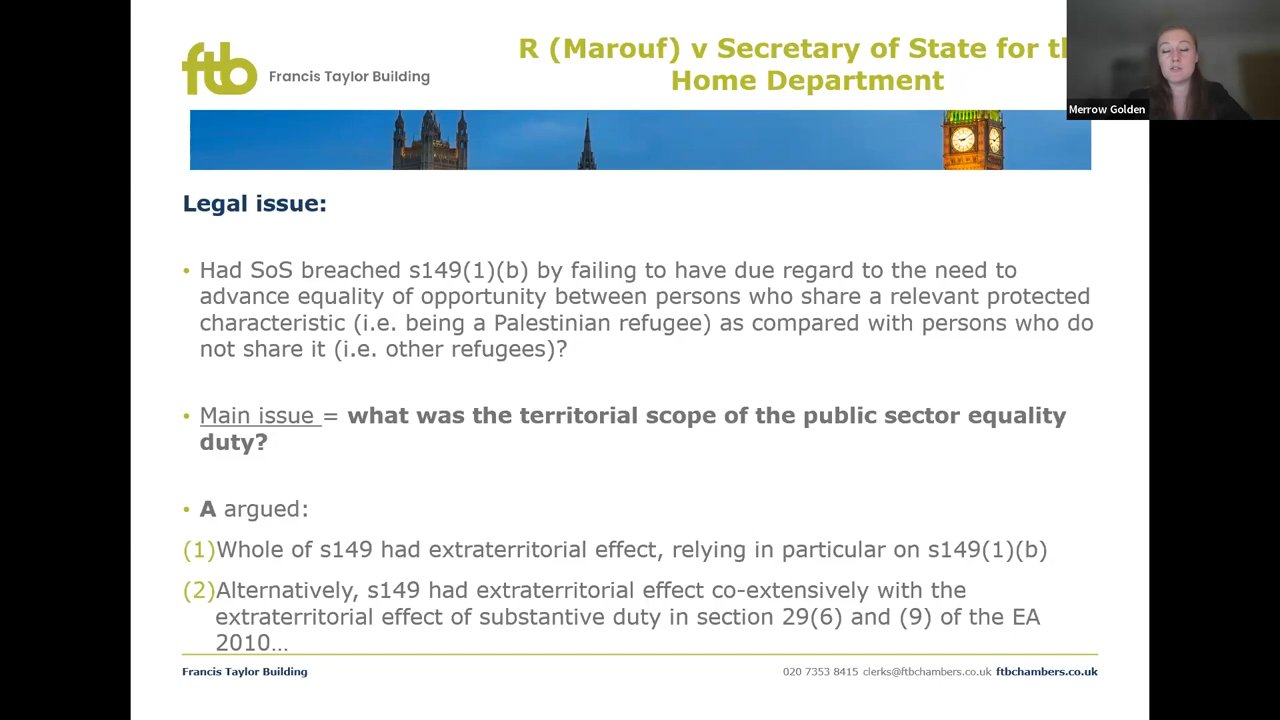 ftb Francis Taylor Building
R (Marouf) v Secretary of State for
Home Department
Merrow Golden
Legal issue:
• Had SoS breached s149(1)(b) by failing to have due regard to the need to
advance equality of opportunity between persons who share a relevant protected
characteristic (i.e. being a Palestinian refugee) as compared with persons who do
not share it (i.e. other refugees)?
• Main issue = what was the territorial scope of the public sector equality
duty?
• A argued:
(1)Whole of s149 had extraterritorial effect, relying in particular on s149(1)(b)
(2)Alternatively, s149 had extraterritorial effect co-extensively with the
extraterritorial effect of substantive duty in section 29(6) and (9) of the EA
2010…
Francis Taylor Building 020 7353 8415 clerks@ftbchambers.co.uk ftbchambers.co.uk